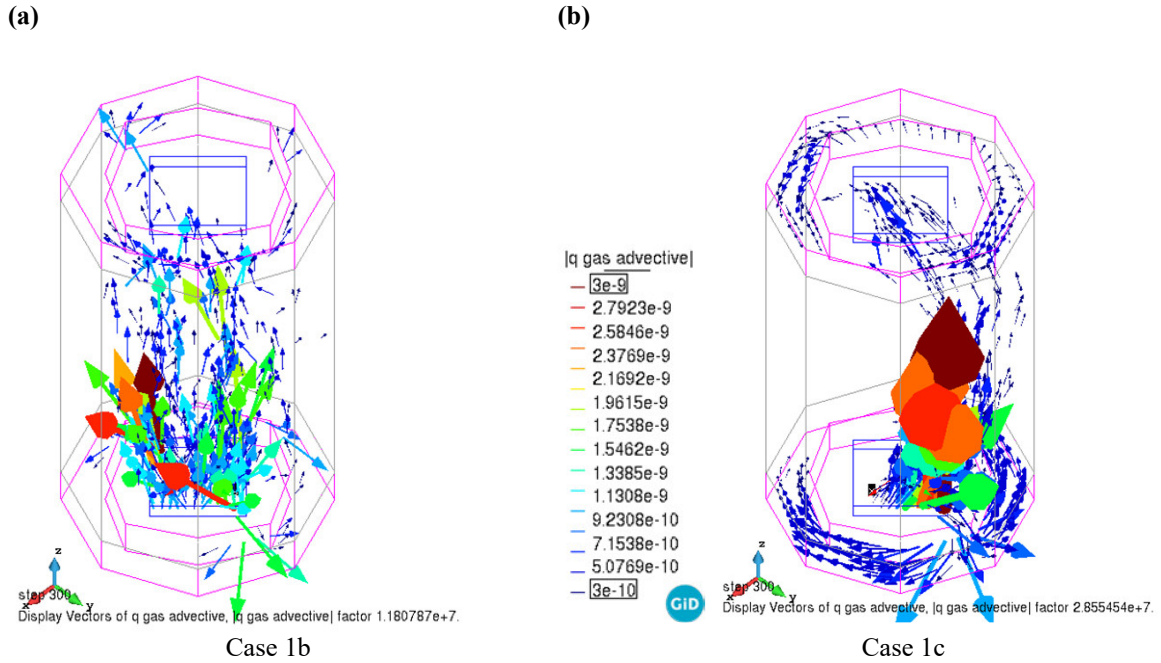 (a)
(b)
|q gas advective|
3e-9
2.7923e-9
2.5846e-9
2.3769e-9
2.1692e-9
1.9615e-9
1.7538e-9
1.5462e-9
1.3385e-9
1.1308e-9
9.2308e-10
7.1538e-10
5.0769e-10
3e-10
z
x
y
step 300
Display Vectors of q gas advective, |q gas advective| factor 1.180787e+7.
GiD
z
x
y
step 300
Display Vectors of q gas advective, |q gas advective| factor 2.855454e+7.
Case 1b
Case 1c